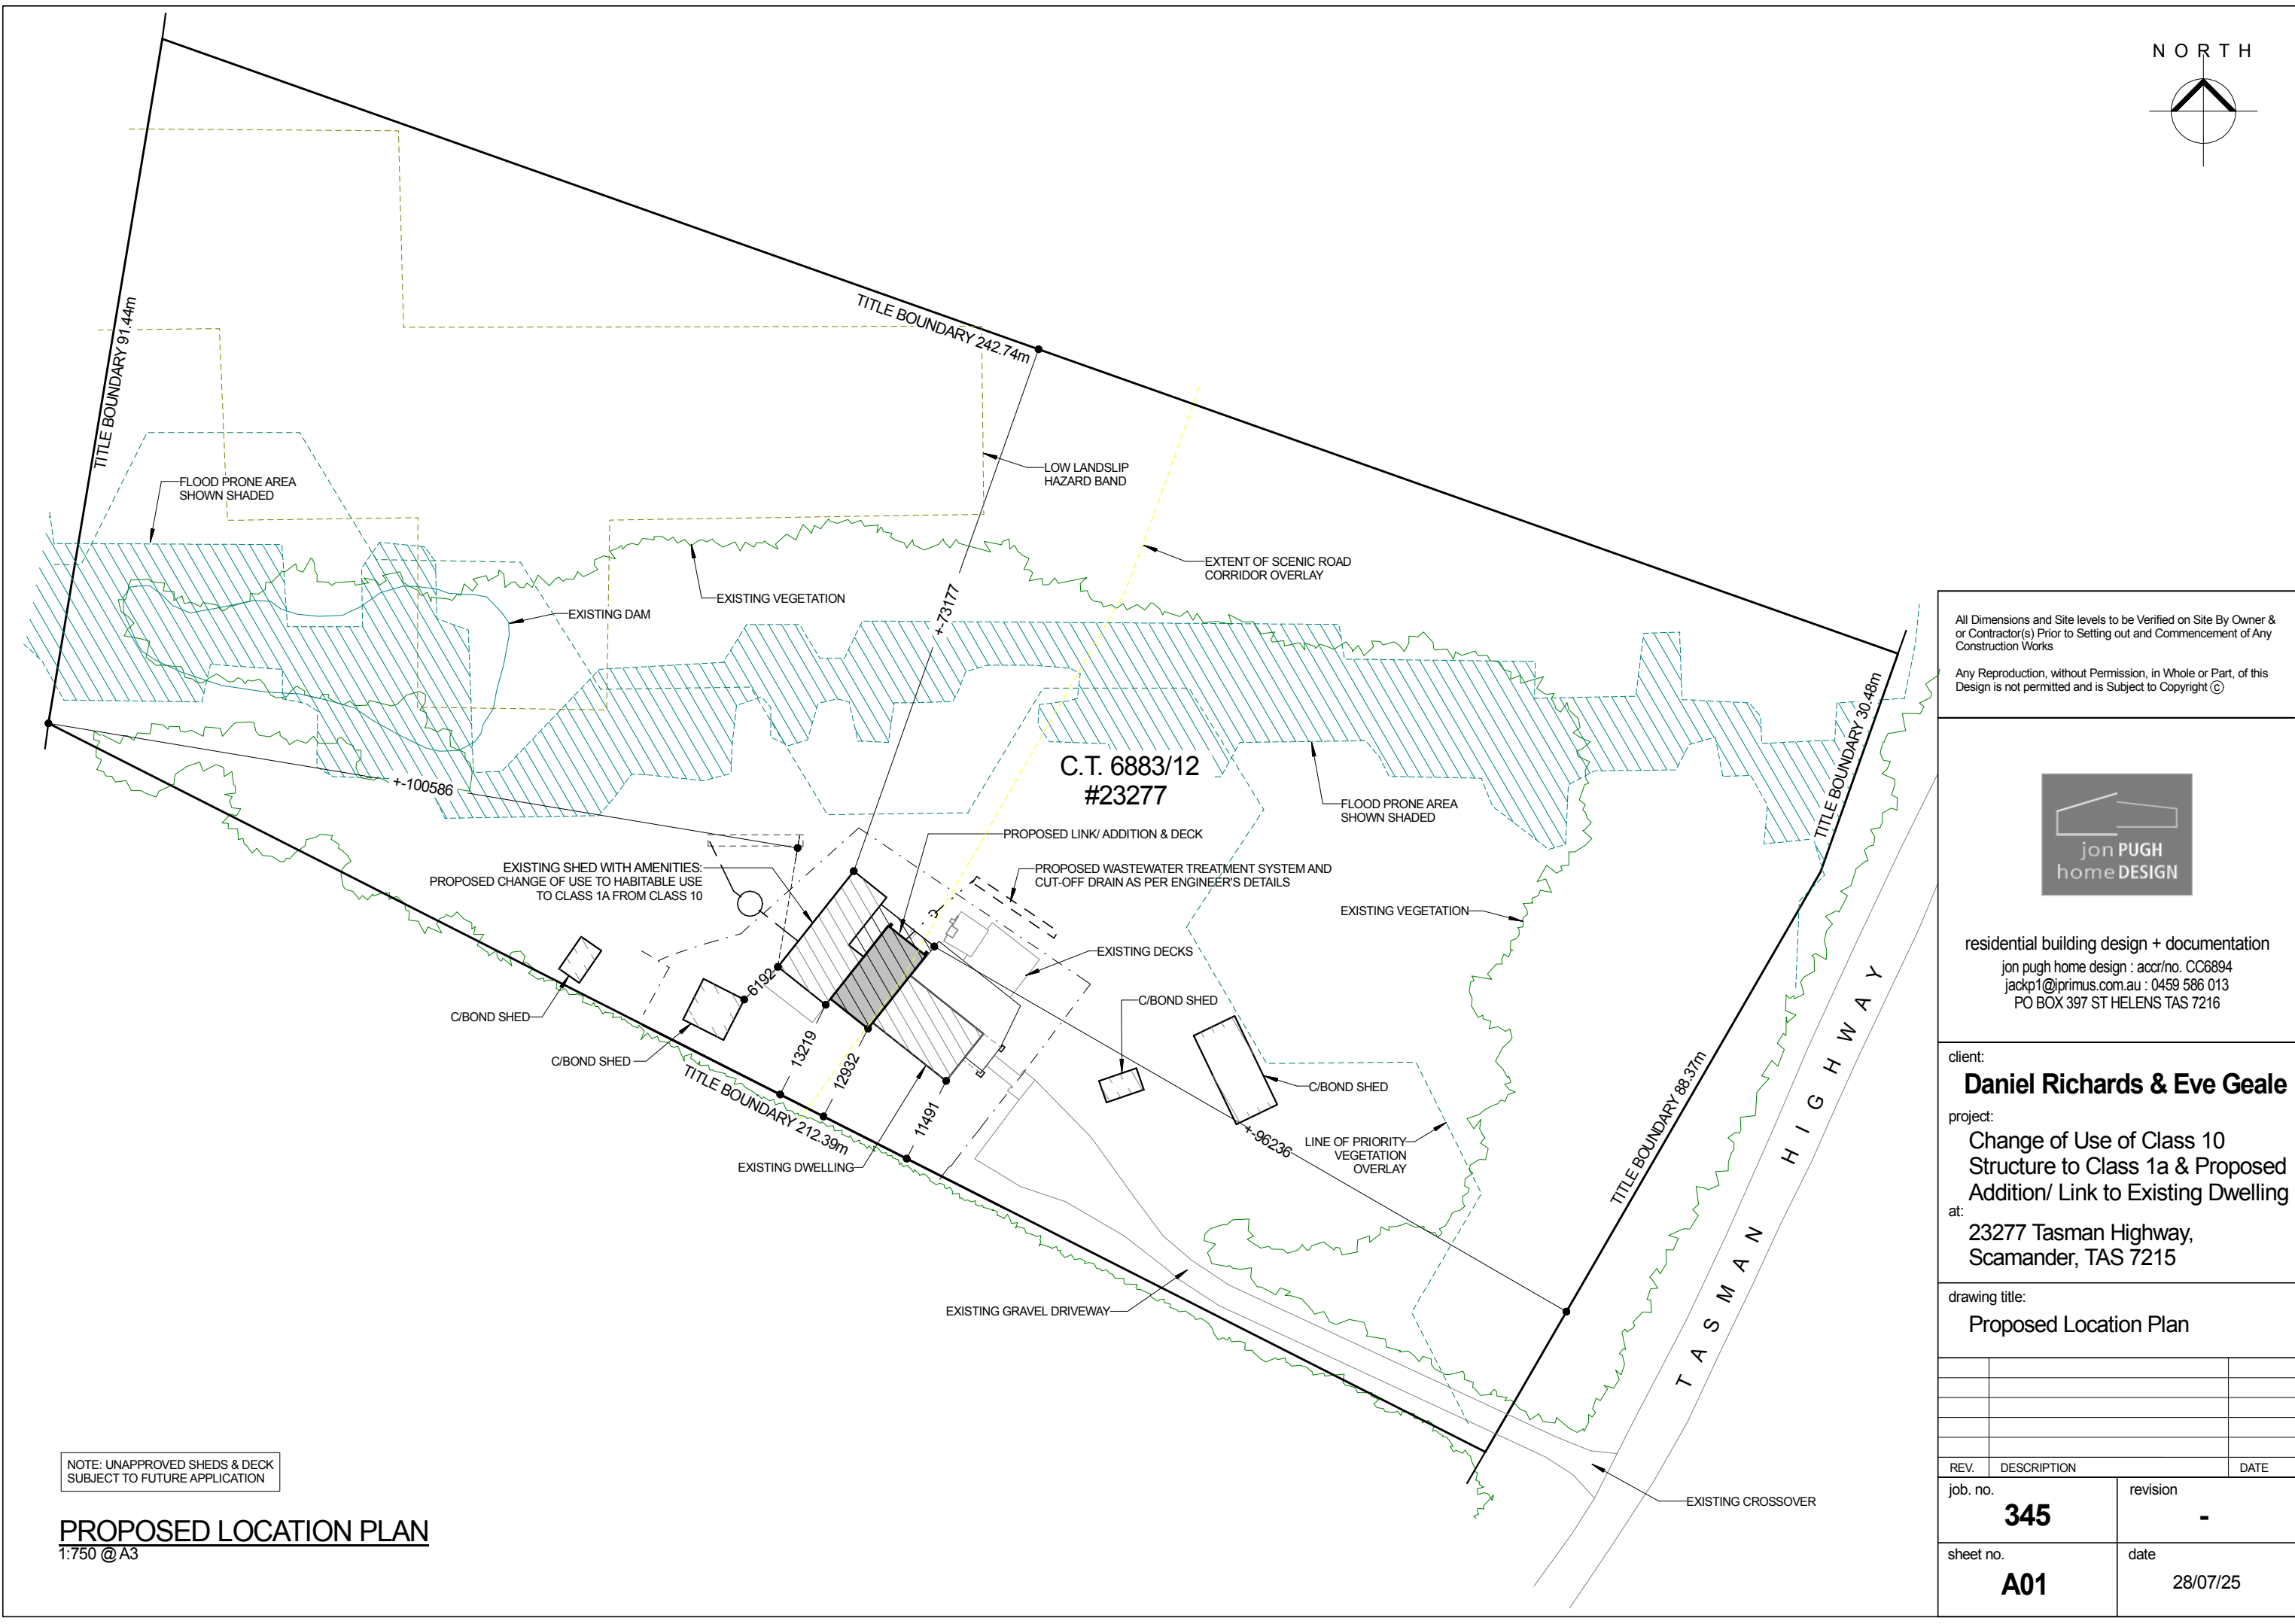 NORTH
TITLE BOUNDARY 91.44m
TITLE BOUNDARY 242.74m
FLOOD PRONE AREA
SHOWN SHADED
LOW LANDSLIP
HAZARD BAND
EXTENT OF SCENIC ROAD
CORRIDOR OVERLAY
EXISTING VEGETATION
EXISTING DAM
+-73177
+-100586
C.T. 6883/12
#23277
FLOOD PRONE AREA
SHOWN SHADED
TITLE BOUNDARY 30.48m
PROPOSED LINK/ ADDITION & DECK
EXISTING SHED WITH AMENITIES:
PROPOSED CHANGE OF USE TO HABITABLE USE
TO CLASS 1A FROM CLASS 10
PROPOSED WASTEWATER TREATMENT SYSTEM AND
CUT-OFF DRAIN AS PER ENGINEER'S DETAILS
EXISTING VEGETATION
EXISTING DECKS
6192
C/BOND SHED
C/BOND SHED
C/BOND SHED
C/BOND SHED
13219
12932
11491
TITLE BOUNDARY 212.39m
EXISTING DWELLING
+-96236
LINE OF PRIORITY
VEGETATION
OVERLAY
TITLE BOUNDARY 88.37m
TASMAN HIGHWAY
EXISTING GRAVEL DRIVEWAY
EXISTING CROSSOVER
NOTE: UNAPPROVED SHEDS & DECK
SUBJECT TO FUTURE APPLICATION
PROPOSED LOCATION PLAN
1:750 @ A3
All Dimensions and Site levels to be Verified on Site By Owner &
or Contractor(s) Prior to Setting out and Commencement of Any
Construction Works
Any Reproduction, without Permission, in Whole or Part, of this
Design is not permitted and is Subject to Copyright ©
jon PUGH
home DESIGN
residential building design + documentation
jon pugh home design : accr/no. CC6894
jackp1@iprimus.com.au : 0459 586 013
PO BOX 397 ST HELENS TAS 7216
client:
Daniel Richards & Eve Geale
project:
Change of Use of Class 10
Structure to Class 1a & Proposed
Addition/ Link to Existing Dwelling
at:
23277 Tasman Highway,
Scamander, TAS 7215
drawing title:
Proposed Location Plan
REV. DESCRIPTION DATE
job. no. revision
345 -
sheet no. date
A01 28/07/25